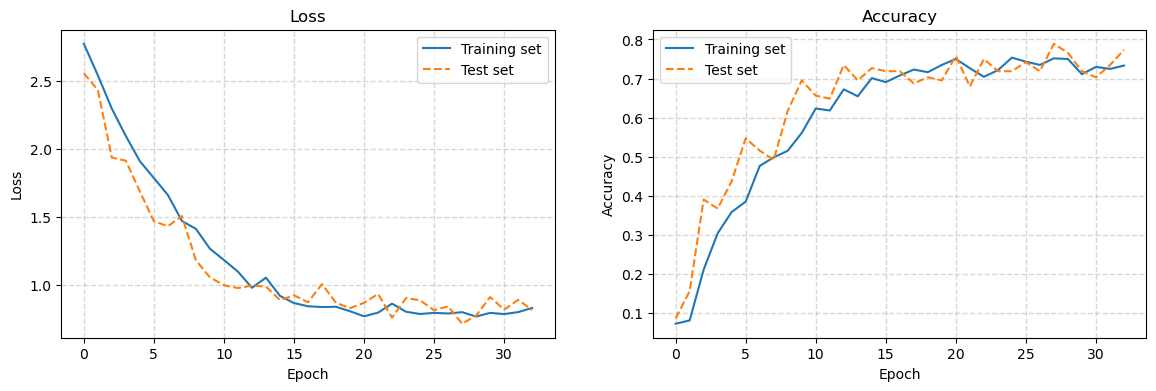 Loss
Training set
Test set
2.5
2.0
1.5
1.0
Loss
0 5 10 15 20 25 30
Epoch
Accuracy
Training set
Test set
0.8
0.7
0.6
0.5
0.4
0.3
0.2
0.1
Accuracy
0 5 10 15 20 25 30
Epoch